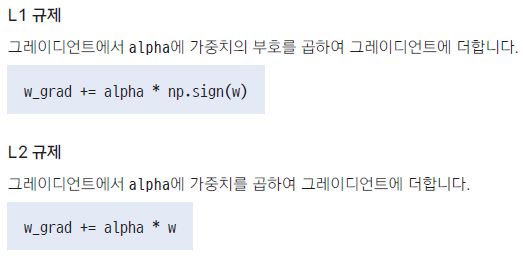 L1 규제
그레이디언트에서 alpha에 가중치의 부호를 곱하여 그레이디언트에 더합니다.
w_grad += alpha * np.sign(w)
L2 규제
그레이디언트에서 alpha에 가중치를 곱하여 그레이디언트에 더합니다.
w_grad += alpha * w